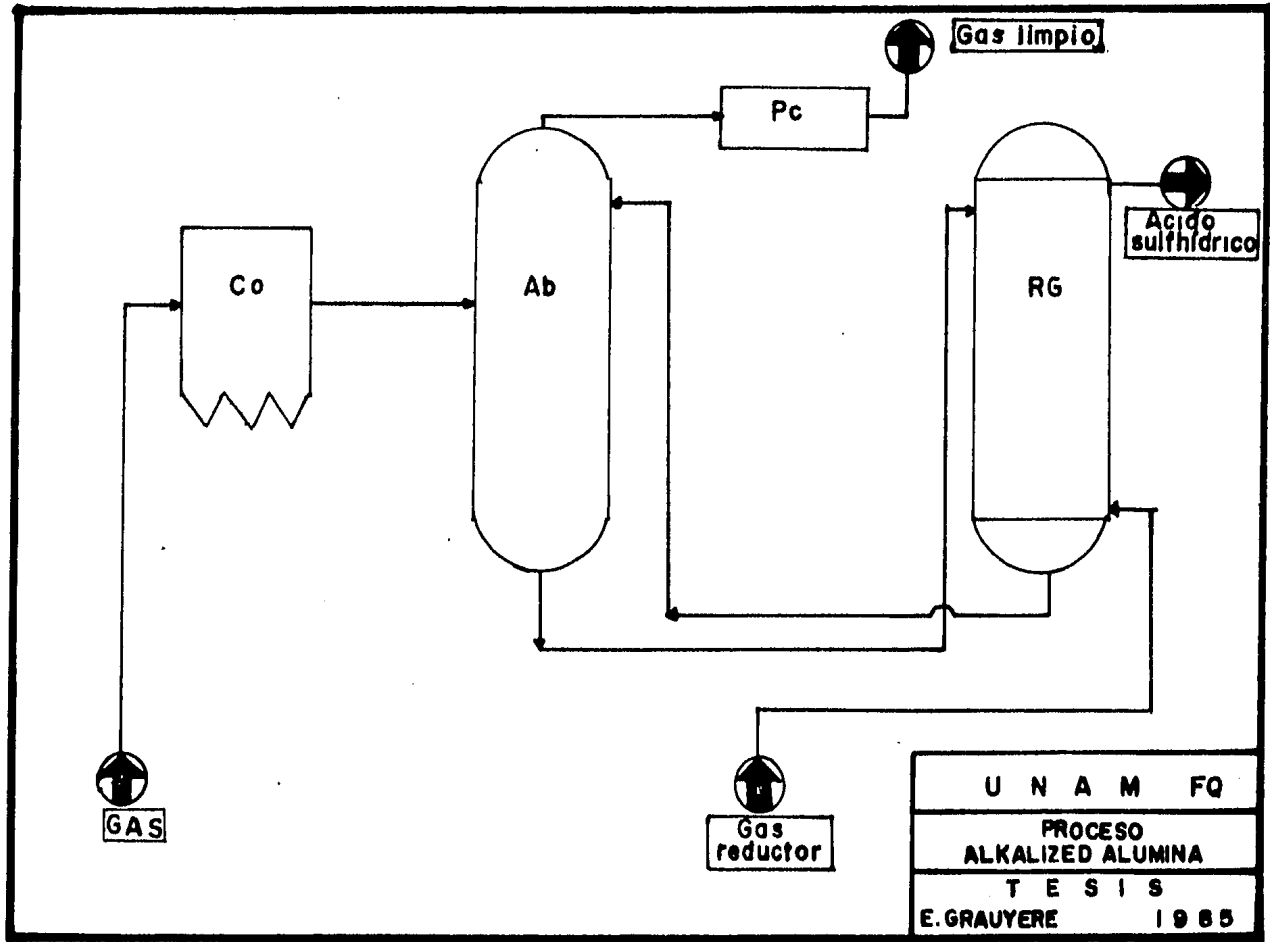 Gas limpio
Pc
Acido
sulfhídrico
Co
Ab
RG
GAS
Gas
reductor
U N A M FQ
PROCESO
ALKALIZED ALUMINA
T E S I S
E. GRAUYERE 1985